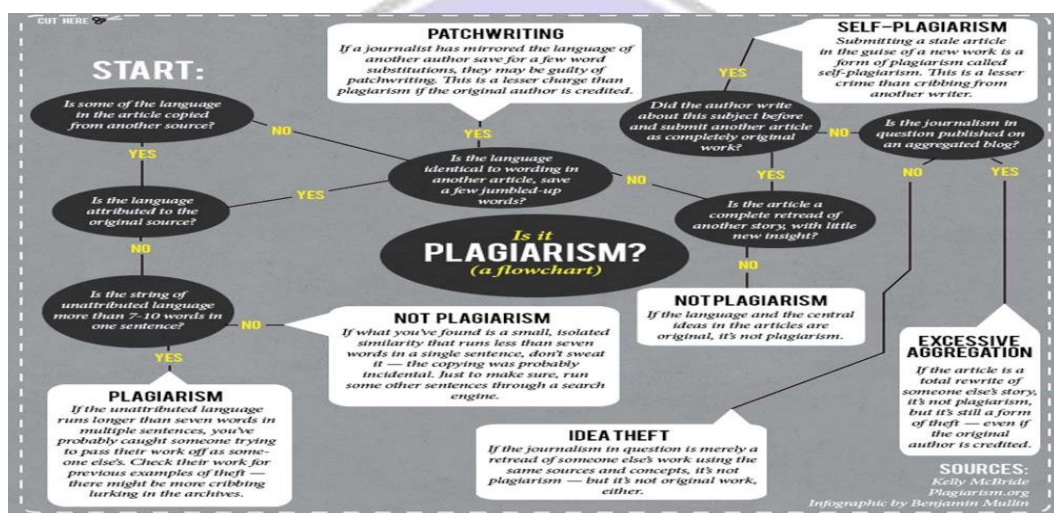 CUT HERE
START:
Is some of the language
in the article copied
from another source?
NO
YES
Is the language
attributed to the
original source?
YES
NO
Is the string of
unattributed language
more than 7-10 words in
one sentence?
NO
YES
PLAGIARISM
If the unattributed language
runs longer than seven words in
multiple sentences, you've
probably caught someone trying
to pass their work off as some-
one else's. Check their work for
previous examples of theft —
there might be more cribbing
lurking in the archives.
NOT PLAGIARISM
If what you've found is a small, isolated
similarity that runs less than seven
words in a single sentence, don't sweat
it — the copying was probably
incidental. Just to make sure, run
some other sentences through a search
engine.
PATCHWRITING
If a journalist has mirrored the language of
another author save for a few word
substitutions, they may be guilty of
patchwriting. This is a lesser charge than
plagiarism if the original author is credited.
YES
Is the language
identical to wording in
another article, save
a few jumbled-up
words?
NO
Is it
PLAGIARISM?
(a flowchart)
SELF-PLAGIARISM
Submitting a stale article
in the guise of a new work is a
form of plagiarism called
self-plagiarism. This is a lesser
crime than cribbing from
another writer.
YES
Did the author write
about this subject before
and submit another article
as completely original
work?
NO
YES
Is the article a
complete retread of
another story, with little
new insight?
NO
NOT PLAGIARISM
If the language and the central
ideas in the articles are
original, it's not plagiarism.
Is the journalism in
question published on
an aggregated blog?
NO
YES
IDEA THEFT
If the journalism in question is merely a
retread of someone else's work using the
same sources and concepts, it's not
plagiarism — but it's not original work,
either.
EXCESSIVE
AGGREGATION
If the article is a
total rewrite of
someone else's story,
it's not plagiarism,
but it's still a form
of theft — even if
the original
author is credited.
SOURCES:
Kelly McBride
Plagiarism.org
Infographic by Benjamin Mullin